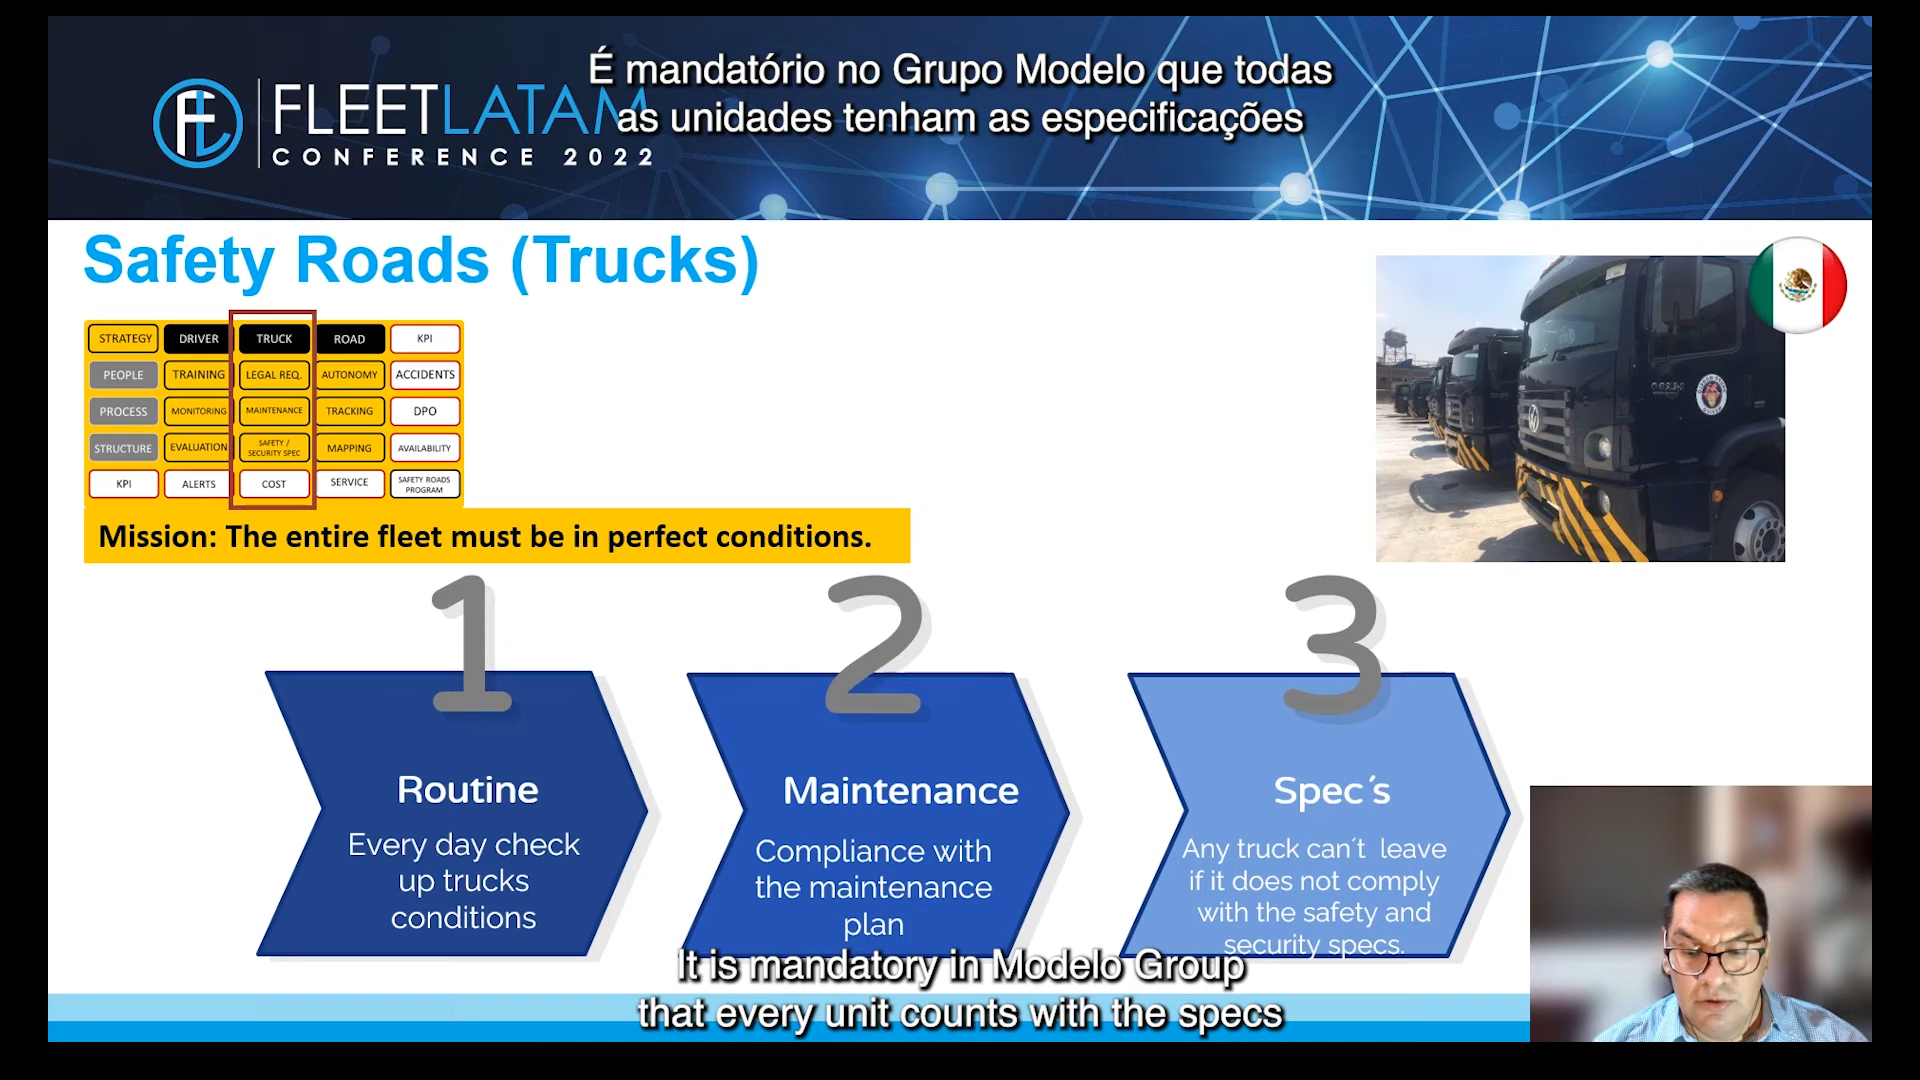 É mandatório no Grupo Modelo que todas
as unidades tenham as especificações
FLEETLATAM
CONFERENCE 2022
Safety Roads (Trucks)
STRATEGY DRIVER TRUCK ROAD KPI
PEOPLE TRAINING LEGAL REQ. AUTONOMY ACCIDENTS
PROCESS MONITORING MAINTENANCE TRACKING DPO
STRUCTURE EVALUATION SAFETY / SECURITY SPEC MAPPING AVAILABILITY
KPI ALERTS COST SERVICE SAFETY ROADS PROGRAM
Mission: The entire fleet must be in perfect conditions.
1
Routine
Every day check
up trucks
conditions
2
Maintenance
Compliance with
the maintenance
plan
3
Spec´s
Any truck can´t leave
if it does not comply
with the safety and
security specs.
It is mandatory in Modelo Group
that every unit counts with the specs